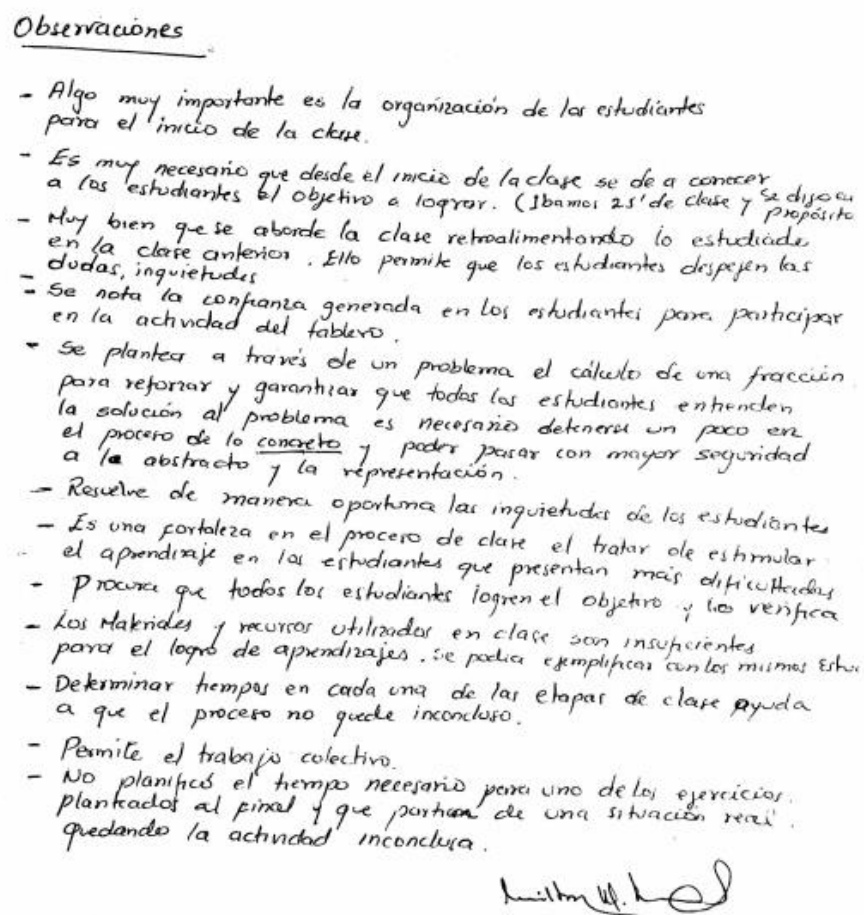 Observaciones
- Algo muy importante es la organización de los estudiantes
para el inicio de la clase.
- Es muy necesario que desde el inicio de la clase se de a conocer
a los estudiantes el objetivo a lograr. (Ibamos 25' de clase y se dijo su
propósito
- Muy bien que se aborde la clase retroalimentando lo estudiado
en la clase anterior. Ello permite que los estudiantes despejen las
dudas, inquietudes
- Se nota la confianza generada en los estudiantes para participar
en la actividad del tablero.
- Se plantea a través de un problema el cálculo de una fracción
para reforzar y garantizar que todos los estudiantes entienden
la solución al problema es necesario detenerse un poco en
el proceso de lo concreto y poder pasar con mayor seguridad
a lo abstracto y la representación.
- Resuelve de manera oportuna las inquietudes de los estudiantes
- Es una fortaleza en el proceso de clase el tratar de estimular
el aprendizaje en los estudiantes que presentan más dificultades
- Procura que todos los estudiantes logren el objetivo y verifica
- Los Materiales y recursos utilizados en clase son insuficientes
para el logro de aprendizajes. Se podia ejemplificar con los mismos Estu
- Determinar tiempos en cada una de las etapas de clase ayuda
a que el proceso no quede inconcluso.
- Permite el trabajo colectivo.
- No planificó el tiempo necesario para uno de los ejercicios
planteados al final y que partian de una situación real
quedando la actividad inconclusa.